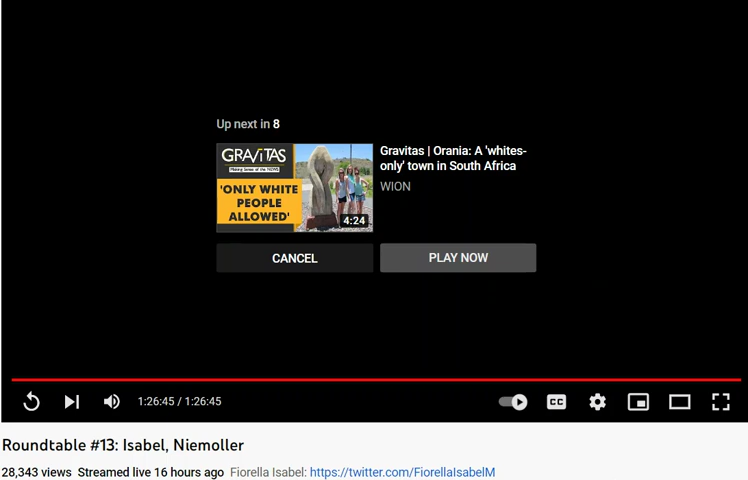 Up next in 8
GRAVITAS
Making Sense of the NEWS
'ONLY WHITE
PEOPLE
ALLOWED'
4:24
Gravitas | Orania: A 'whites-
only' town in South Africa
WION
CANCEL
PLAY NOW
1:26:45 / 1:26:45
CC
Roundtable #13: Isabel, Niemoller
28,343 views Streamed live 16 hours ago Fiorella Isabel: https://twitter.com/FiorellaIsabelM